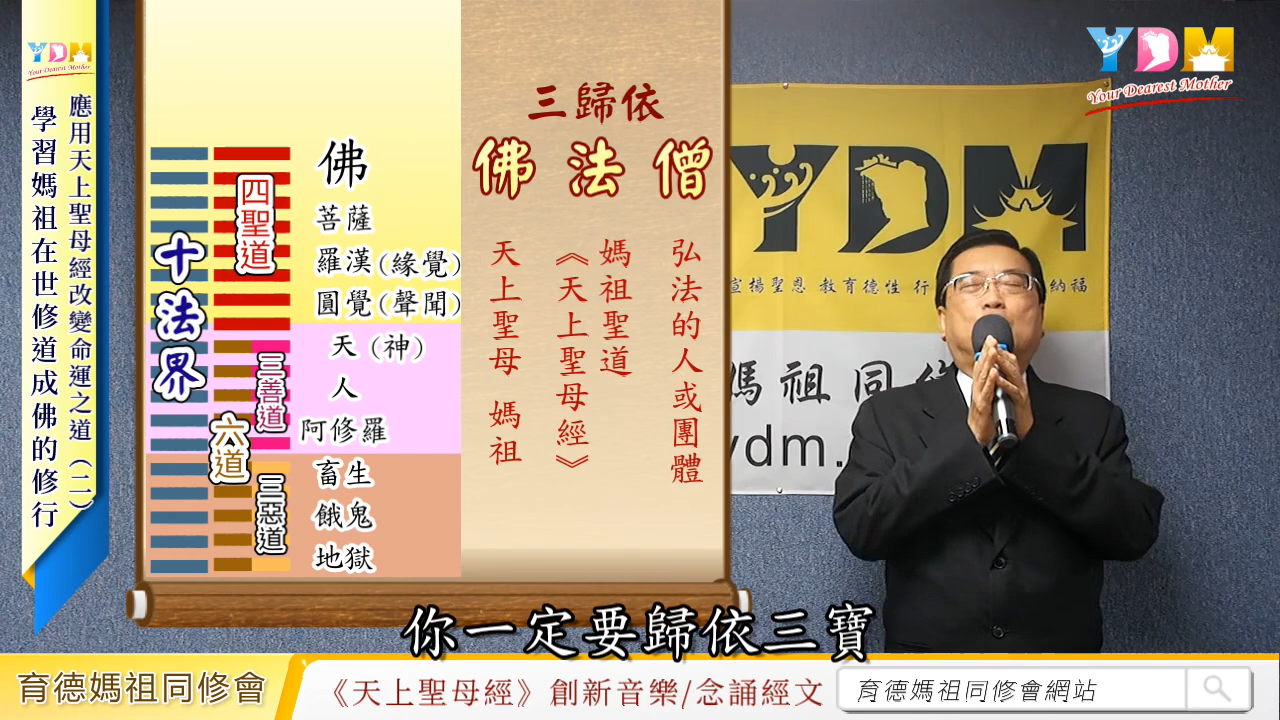 YDM
Your Dearest Mother
應用天上聖母經改變命運之道（二）
學習媽祖在世修道成佛的修行
十法界
四聖道
六道
三善道
三惡道
佛
菩薩
羅漢(緣覺)
圓覺(聲聞)
天（神）
人
阿修羅
畜生
餓鬼
地獄
三歸依
佛 法 僧
天上聖母 媽祖
媽祖聖道
《天上聖母經》
弘法的人或團體
YDM
Your Dearest Mother
YDM
宣揚聖恩 教育德性 行 納福
媽祖同修
ydm.
你一定要歸依三寶
育德媽祖同修會
《天上聖母經》創新音樂/念誦經文
育德媽祖同修會網站